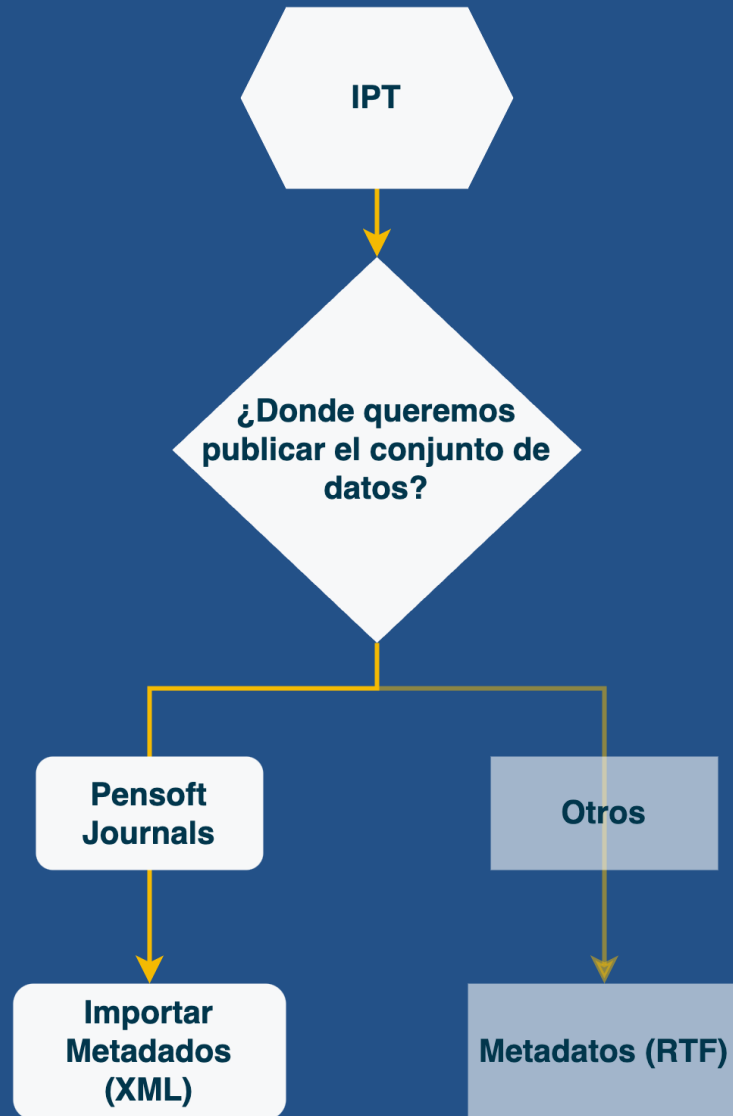 IPT
¿Donde queremos
publicar el conjunto de
datos?
Pensoft
Journals
Otros
Importar
Metadados
(XML)
Metadatos (RTF)